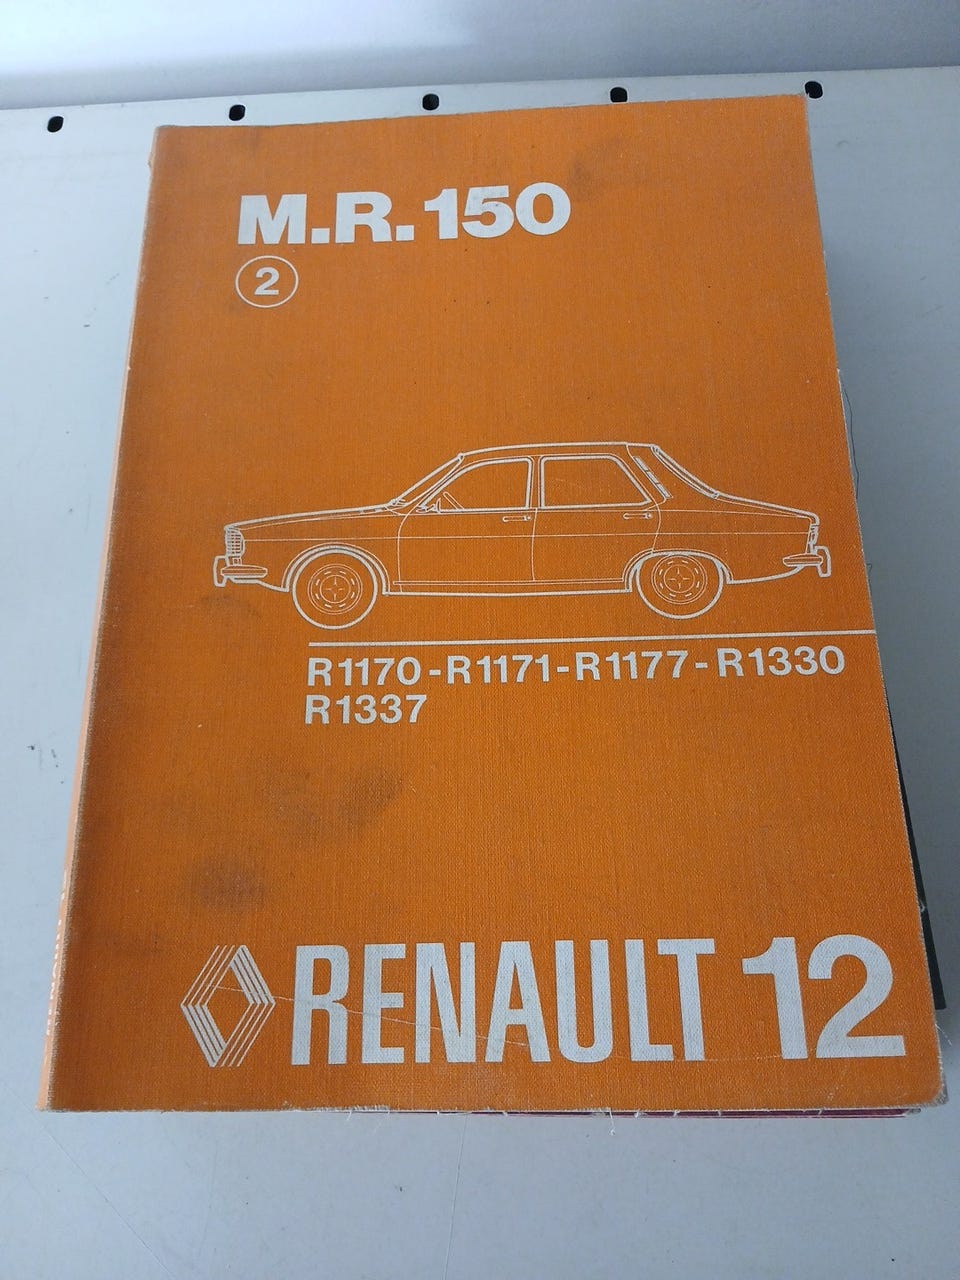 M.R. 150
2
R1170 - R1171 - R1177 - R1330
R1337
RENAULT 12